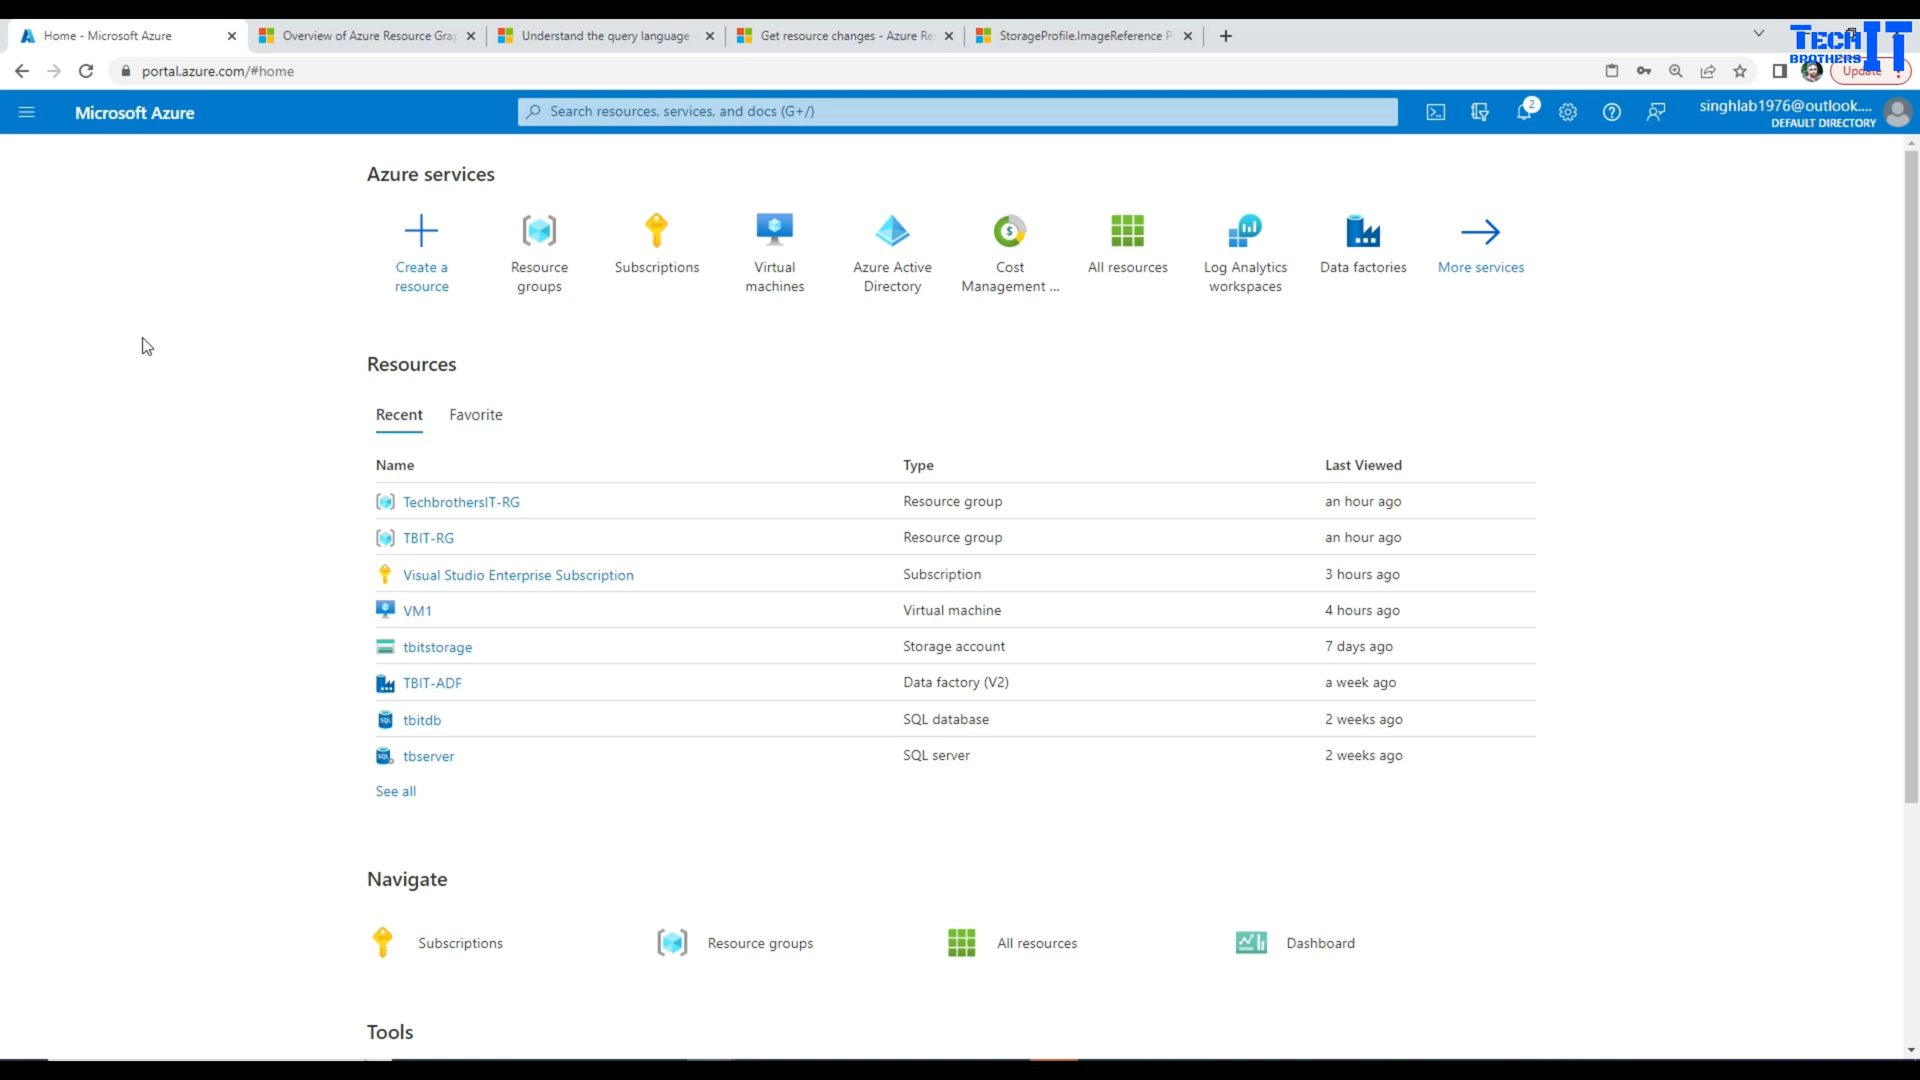 Home - Microsoft Azure
Overview of Azure Resource Gra
Understand the query language
Get resource changes - Azure Re
StorageProfile.ImageReference P
TECH IT
BROTHERS
portal.azure.com/#home
Update
Microsoft Azure
Search resources, services, and docs (G+/)
2
singhlab1976@outlook....
DEFAULT DIRECTORY
Azure services
Create a resource
Resource groups
Subscriptions
Virtual machines
Azure Active Directory
Cost Management ...
All resources
Log Analytics workspaces
Data factories
More services
Resources
Recent Favorite
Name Type Last Viewed
TechbrothersIT-RG Resource group an hour ago
TBIT-RG Resource group an hour ago
Visual Studio Enterprise Subscription Subscription 3 hours ago
VM1 Virtual machine 4 hours ago
tbitstorage Storage account 7 days ago
TBIT-ADF Data factory (V2) a week ago
tbitdb SQL database 2 weeks ago
tbserver SQL server 2 weeks ago
See all
Navigate
Subscriptions Resource groups All resources Dashboard
Tools